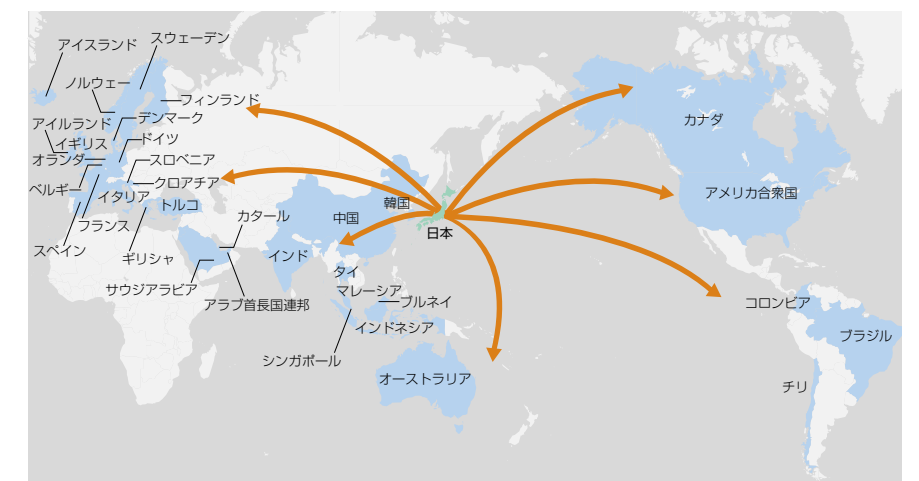 アイスランド
スウェーデン
ノルウェー
フィンランド
アイルランド
デンマーク
イギリス
ドイツ
オランダ
スロベニア
ベルギー
クロアチア
イタリア
トルコ
フランス
スペイン
ギリシャ
カタール
サウジアラビア
アラブ首長国連邦
インド
中国
韓国
日本
タイ
マレーシア
ブルネイ
インドネシア
シンガポール
オーストラリア
カナダ
アメリカ合衆国
コロンビア
ブラジル
チリ